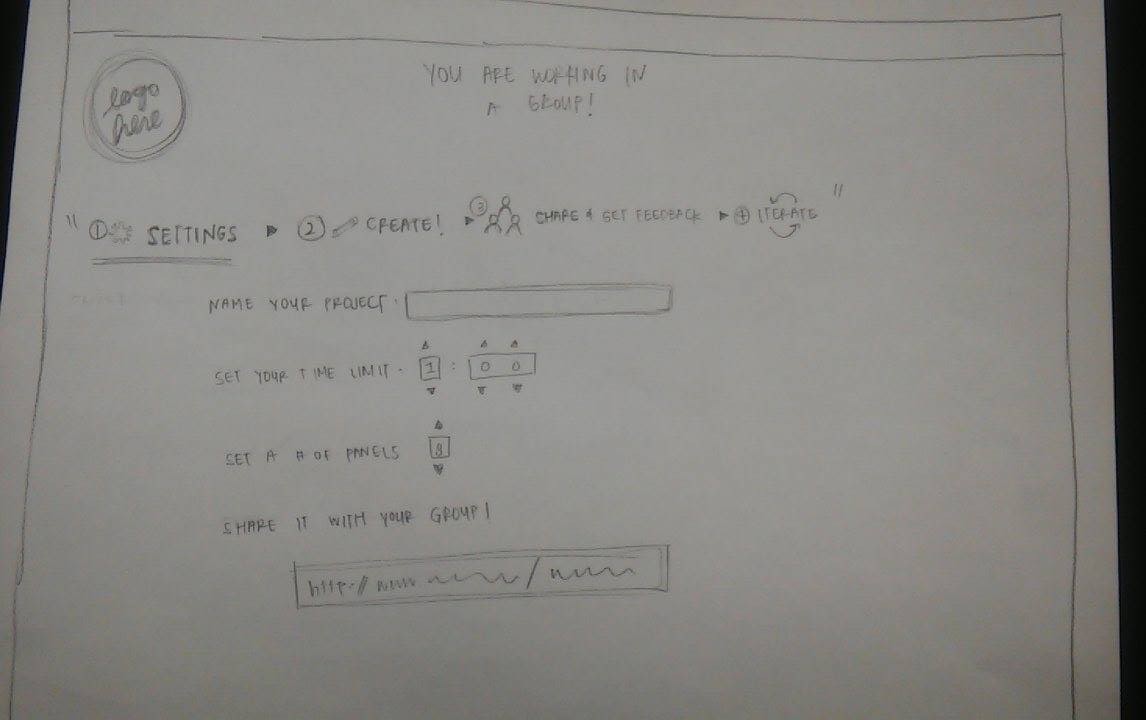 logo
here
YOU ARE WORKING IN
A GROUP!
" ① SETTINGS ▶ ② CREATE! ▶ ③ SHARE & GET FEEDBACK ▶ ④ ITERATE "
NAME YOUR PROJECT.
SET YOUR TIME LIMIT. 1 : 0 0
SET A # OF PANELS 8
SHARE IT WITH YOUR GROUP!
http://www